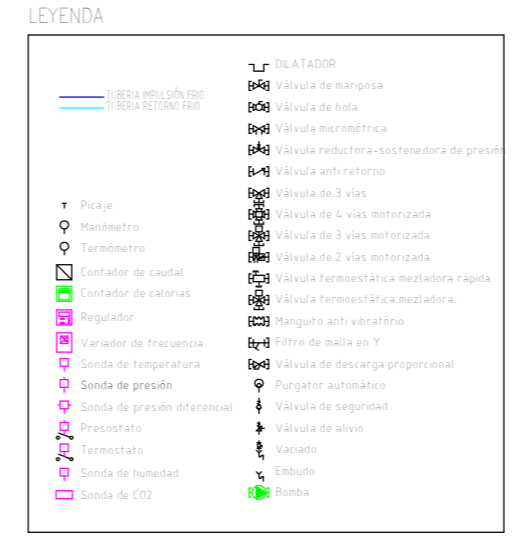 LEYENDA
TUBERIA IMPULSIÓN FRIO
TUBERIA RETORNO FRIO
T Picaje
Manómetro
Termómetro
Contador de caudal
Contador de calorias
Regulador
Variador de frecuencia
Sonda de temperatura
Sonda de presión
Sonda de presión diferencial
Presostato
Termostato
Sonda de humedad
Sonda de CO2
DILATADOR
Válvula de mariposa
Válvula de bola
Válvula micrométrica
Válvula reductora-sostenedora de presión
Válvula anti retorno
Válvula de 3 vías
Válvula de 4 vías motorizada
Válvula de 3 vías motorizada
Válvula de 2 vías motorizada
Válvula termoestática mezladora rápida
Válvula termoestática mezladora
Manguito anti vibratório
Filtro de malla en Y
Válvula de descarga proporcional
Purgator automático
Válvula de seguridad
Válvula de alivio
Vaciado
Embudo
Bomba